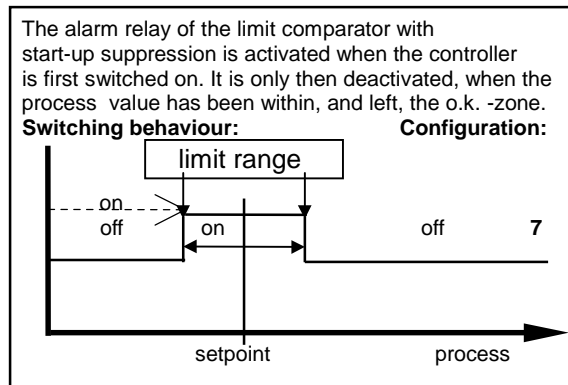 The alarm relay of the limit comparator with
start-up suppression is activated when the controller
is first switched on. It is only then deactivated, when the
process value has been within, and left, the o.k. -zone.
Switching behaviour: Configuration:
limit range
on
off on off 7
setpoint process